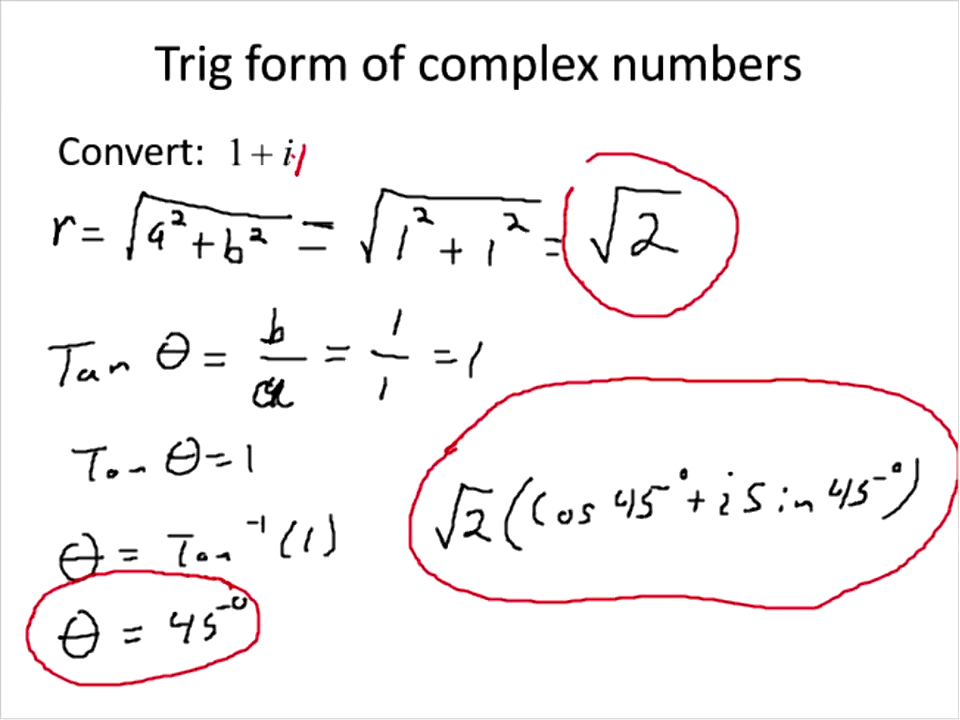 Trig form of complex numbers
Convert: 1 + i·1
r = √(a² + b²) = √(1² + 1²) = √2
Tan θ = b/a = 1/1 = 1
Tan θ = 1
θ = Tan⁻¹(1)
θ = 45°
√2 (Cos 45° + i Sin 45°)